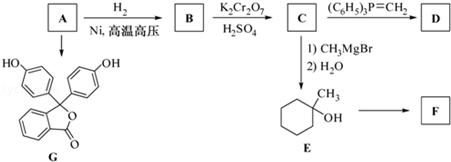 A H₂ B K₂Cr₂O₇ C (C₆H₅)₃P=CH₂ D
Ni, 高温高压 H₂SO₄
1) CH₃MgBr
2) H₂O
HO OH
CH₃
OH F
O
O
E
G